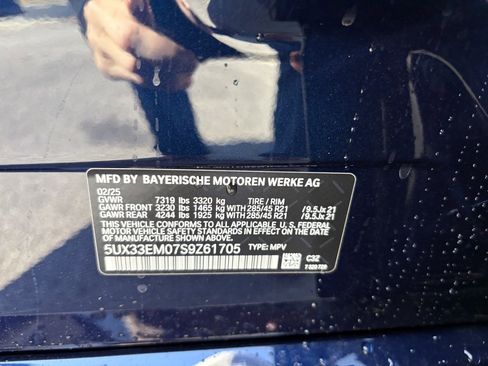 MFD BY BAYERISCHE MOTOREN WERKE AG
02/25
GVWR 7319 lbs 3320 kg TIRE / RIM
GAWR FRONT 3230 lbs 1465 kg WITH 285/45 R21 /9.5Jx21
GAWR REAR 4244 lbs 1925 kg WITH 285/45 R21 /9.5Jx21
THIS VEHICLE CONFORMS TO ALL APPLICABLE U. S. FEDERAL
MOTOR VEHICLE SAFETY STANDARDS IN EFFECT ON THE
DATE OF MANUFACTURE SHOWN ABOVE.
5UX33EM07S9Z61705 TYPE: MPV
C32